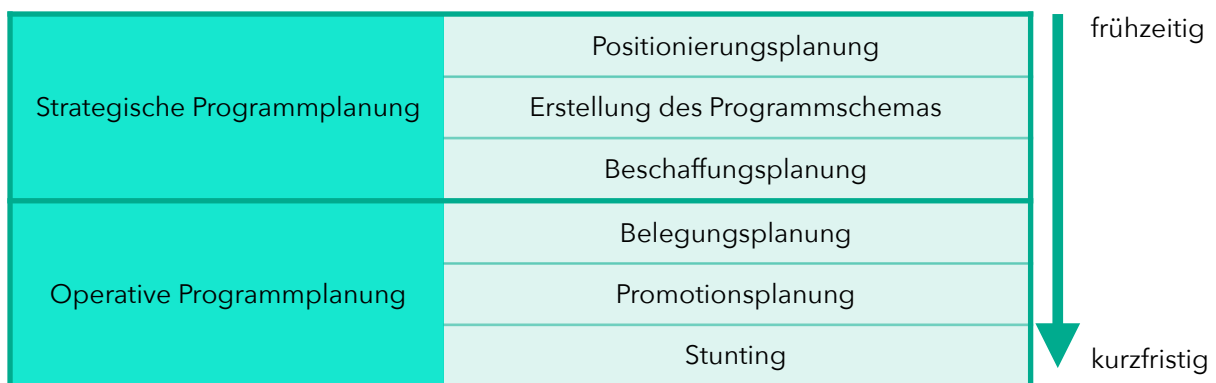 frühzeitig
Positionierungsplanung
Strategische Programmplanung
Erstellung des Programmschemas
Beschaffungsplanung
Belegungsplanung
Operative Programmplanung
Promotionsplanung
Stunting
kurzfristig